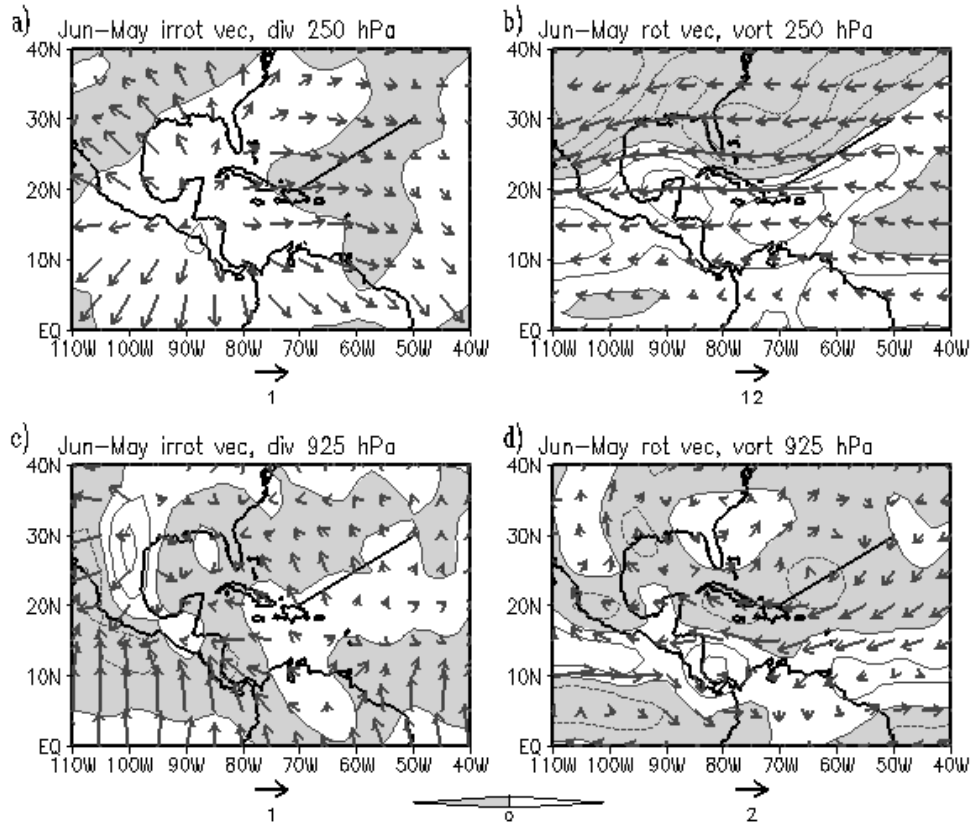 a) Jun-May irrot vec, div 250 hPa
40N
30N
20N
10N
EQ
110W 100W 90W 80W 70W 60W 50W 40W
1
b) Jun-May rot vec, vort 250 hPa
40N
30N
20N
10N
EQ
110W 100W 90W 80W 70W 60W 50W 40W
12
c) Jun-May irrot vec, div 925 hPa
40N
30N
20N
10N
EQ
110W 100W 90W 80W 70W 60W 50W 40W
1
d) Jun-May rot vec, vort 925 hPa
40N
30N
20N
10N
EQ
110W 100W 90W 80W 70W 60W 50W 40W
2
0